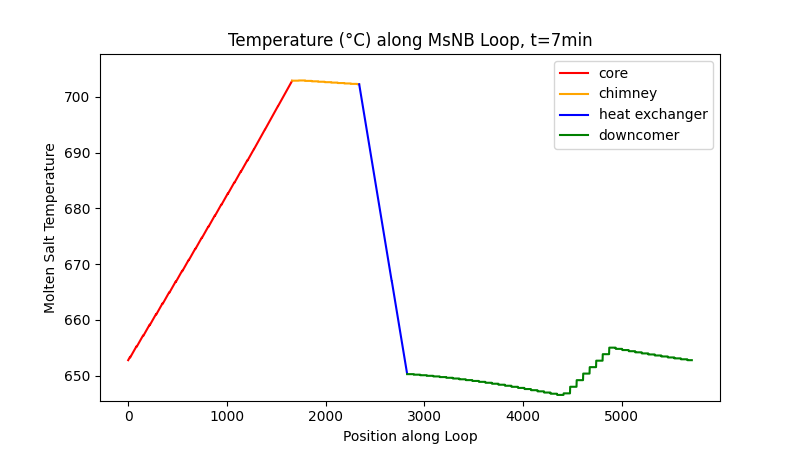 Temperature (°C) along MsNB Loop, t=7min
core
chimney
heat exchanger
downcomer
Molten Salt Temperature
700
690
680
670
660
650
0
1000
2000
3000
4000
5000
Position along Loop